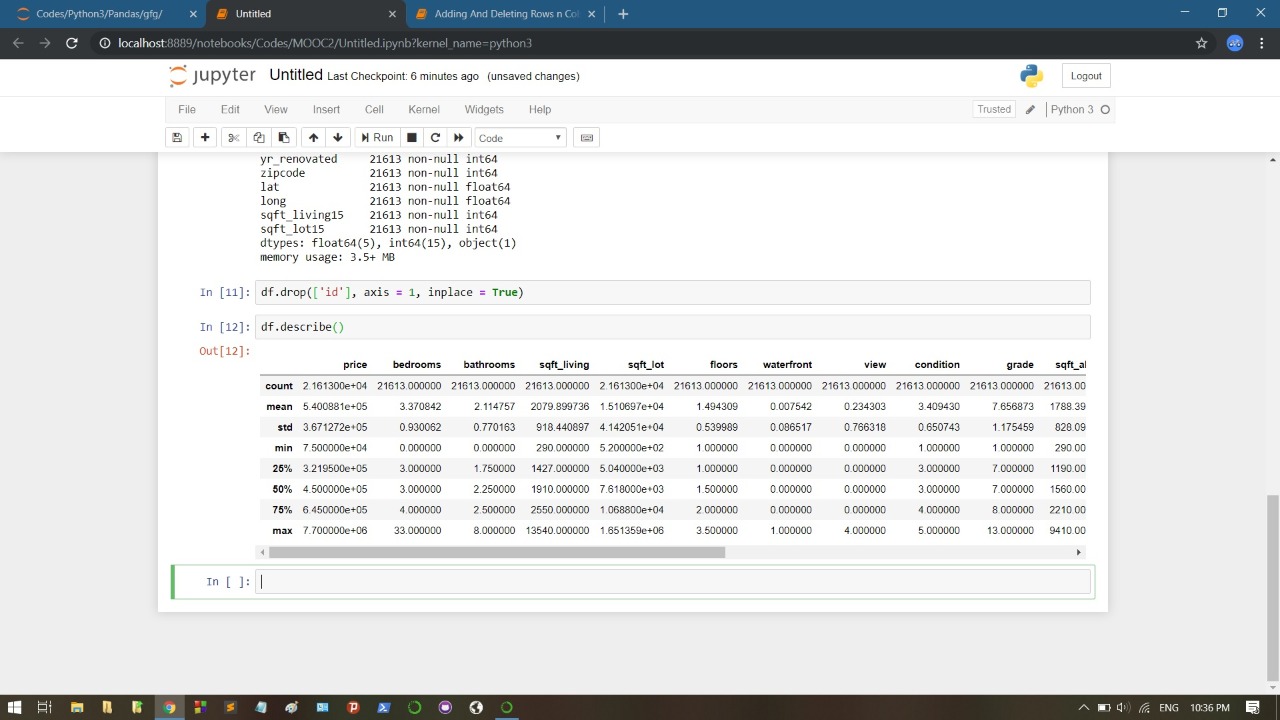 Codes/Python3/Pandas/gfg/ Untitled Adding And Deleting Rows n Co
localhost:8889/notebooks/Codes/MOOC2/Untitled.ipynb?kernel_name=python3
jupyter Untitled Last Checkpoint: 6 minutes ago (unsaved changes) Logout
File Edit View Insert Cell Kernel Widgets Help Trusted Python 3
Run Code
yr_renovated 21613 non-null int64
zipcode 21613 non-null int64
lat 21613 non-null float64
long 21613 non-null float64
sqft_living15 21613 non-null int64
sqft_lot15 21613 non-null int64
dtypes: float64(5), int64(15), object(1)
memory usage: 3.5+ MB
In [11]: df.drop(['id'], axis = 1, inplace = True)
In [12]: df.describe()
Out[12]:
price bedrooms bathrooms sqft_living sqft_lot floors waterfront view condition grade sqft_al
count 2.161300e+04 21613.000000 21613.000000 21613.000000 2.161300e+04 21613.000000 21613.000000 21613.000000 21613.000000 21613.000000 21613.00
mean 5.400881e+05 3.370842 2.114757 2079.899736 1.510697e+04 1.494309 0.007542 0.234303 3.409430 7.656873 1788.39
std 3.671272e+05 0.930062 0.770163 918.440897 4.142051e+04 0.539989 0.086517 0.766318 0.650743 1.175459 828.09
min 7.500000e+04 0.000000 0.000000 290.000000 5.200000e+02 1.000000 0.000000 0.000000 1.000000 1.000000 290.00
25% 3.219500e+05 3.000000 1.750000 1427.000000 5.040000e+03 1.000000 0.000000 0.000000 3.000000 7.000000 1190.00
50% 4.500000e+05 3.000000 2.250000 1910.000000 7.618000e+03 1.500000 0.000000 0.000000 3.000000 7.000000 1560.00
75% 6.450000e+05 4.000000 2.500000 2550.000000 1.068800e+04 2.000000 0.000000 0.000000 4.000000 8.000000 2210.00
max 7.700000e+06 33.000000 8.000000 13540.000000 1.651359e+06 3.500000 1.000000 4.000000 5.000000 13.000000 9410.00
In [ ]:
ENG 10:36 PM